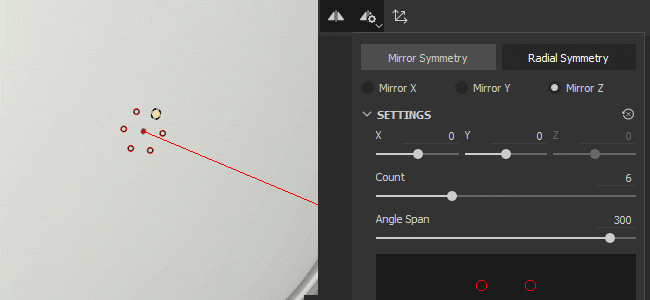 Mirror Symmetry Radial Symmetry
Mirror X Mirror Y Mirror Z
SETTINGS
X 0 Y 0 Z 0
Count 6
Angle Span 300